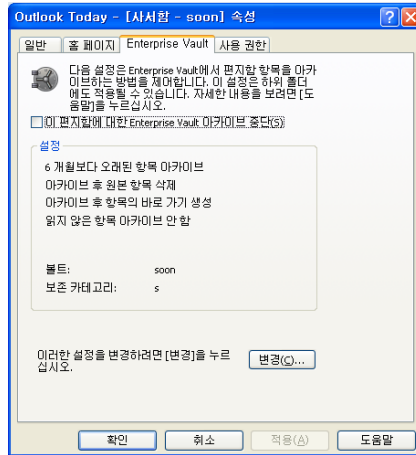 Outlook Today - [사서함 - soon] 속성
일반
홈 페이지
Enterprise Vault
사용 권한
다음 설정은 Enterprise Vault에서 편지함 항목을 아카
이브하는 방법을 제어합니다. 이 설정은 하위 폴더
에도 적용될 수 있습니다. 자세한 내용을 보려면 [도
움말]을 누르십시오.
이 편지함에 대한 Enterprise Vault 아카이브 중단(S)
설정
6 개월보다 오래된 항목 아카이브
아카이브 후 원본 항목 삭제
아카이브 후 항목의 바로 가기 생성
읽지 않은 항목 아카이브 안 함
볼트: soon
보존 카테고리: s
이러한 설정을 변경하려면 [변경]을 누르
십시오.
변경(C)...
확인
취소
적용(A)
도움말